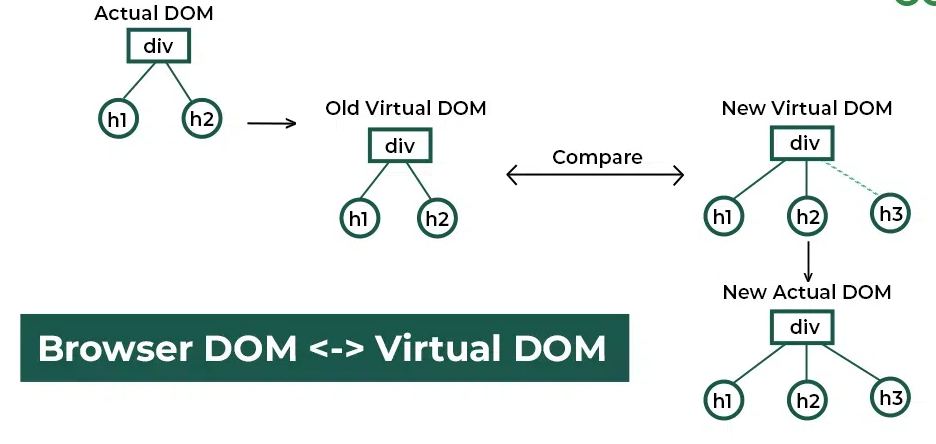 Actual DOM
div
h1
h2
Old Virtual DOM
div
h1
h2
Compare
New Virtual DOM
div
h1
h2
h3
New Actual DOM
div
h1
h2
h3
Browser DOM <-> Virtual DOM